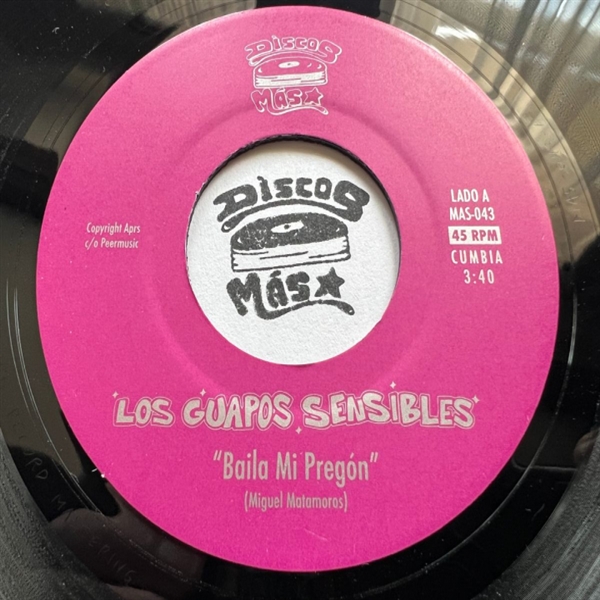 Discos
Más
Copyright Aprs
c/o Peermusic
Discos
Más
LADO A
MAS-043
45 RPM
CUMBIA
3:40
LOS GUAPOS SENSIBLES
"Baila Mi Pregón"
(Miguel Matamoros)